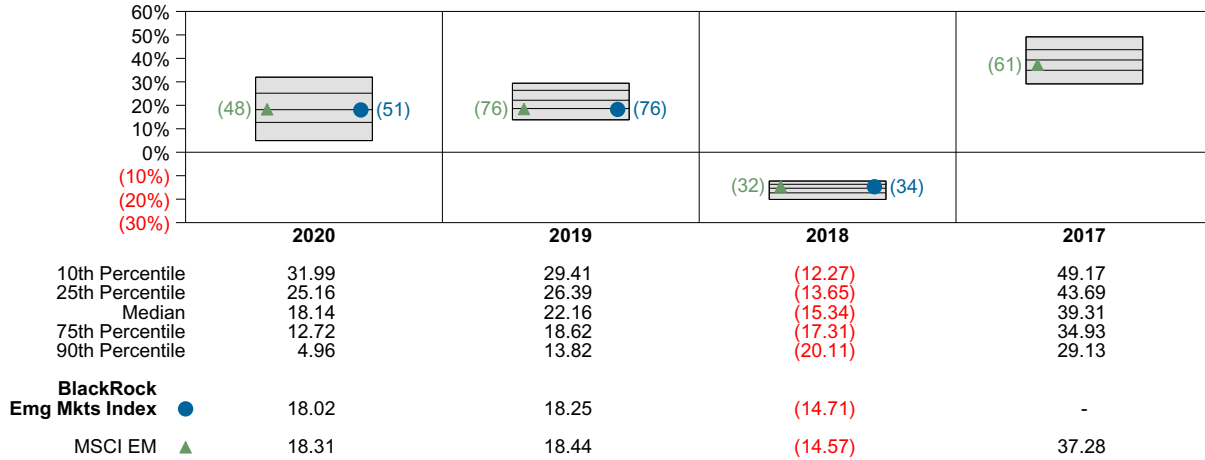 60%
50%
40%
30%
20%
10%
0%
(10%)
(20%)
(30%)
(48)
(51)
(76)
(76)
(32)
(34)
(61)
2020 2019 2018 2017
10th Percentile 31.99 29.41 (12.27) 49.17
25th Percentile 25.16 26.39 (13.65) 43.69
Median 18.14 22.16 (15.34) 39.31
75th Percentile 12.72 18.62 (17.31) 34.93
90th Percentile 4.96 13.82 (20.11) 29.13
BlackRock
Emg Mkts Index 18.02 18.25 (14.71) -
MSCI EM 18.31 18.44 (14.57) 37.28